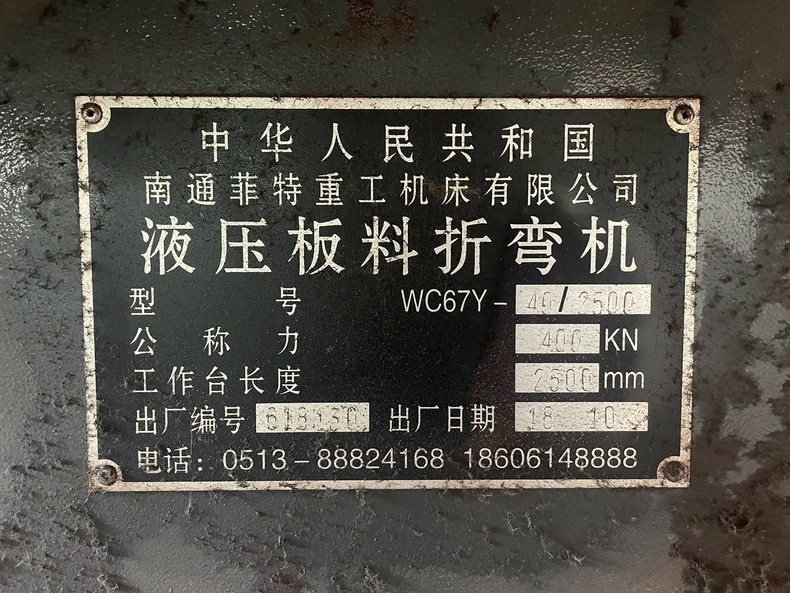 中华人民共和国
南通菲特重工机床有限公司
液压板料折弯机
型 号 WC67Y-40/2500
公称力 400 KN
工作台长度 2500 mm
出厂编号 618130 出厂日期 18 10
电话：0513-88824168 18606148888